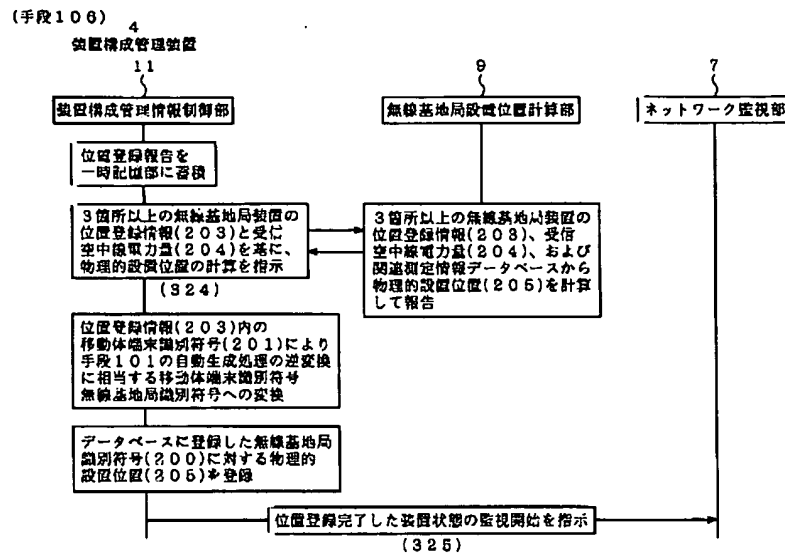 (手段106)
4
装置構成管理装置
11
9
7
装置構成管理情報制御部
無線基地局設置位置計算部
ネットワーク監視部
位置登録報告を
一時記憶部に蓄積
3箇所以上の無線基地局装置の
位置登録情報(203)と受信
空中線電力量(204)を基に、
物理的設置位置の計算を指示
(324)
3箇所以上の無線基地局装置の
位置登録情報(203)、受信
空中線電力量(204)、および
関連測定情報データベースから
物理的設置位置(205)を計算
して報告
位置登録情報(203)内の
移動体端末識別符号(201)により
手段101の自動生成処理の逆変換
に相当する移動体端末識別符号
無線基地局識別符号への変換
データベースに登録した無線基地局
識別符号(200)に対する物理的
設置位置(205)を登録
位置登録完了した装置状態の監視開始を指示
(325)